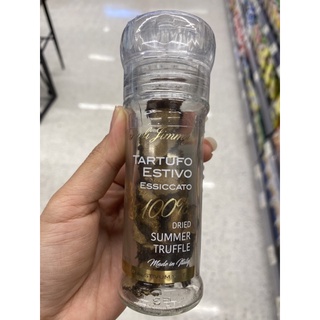 TARTUFO
ESTIVO
ESSICCATO
100%
DRIED
SUMMER
TRUFFLE
Made in Italy